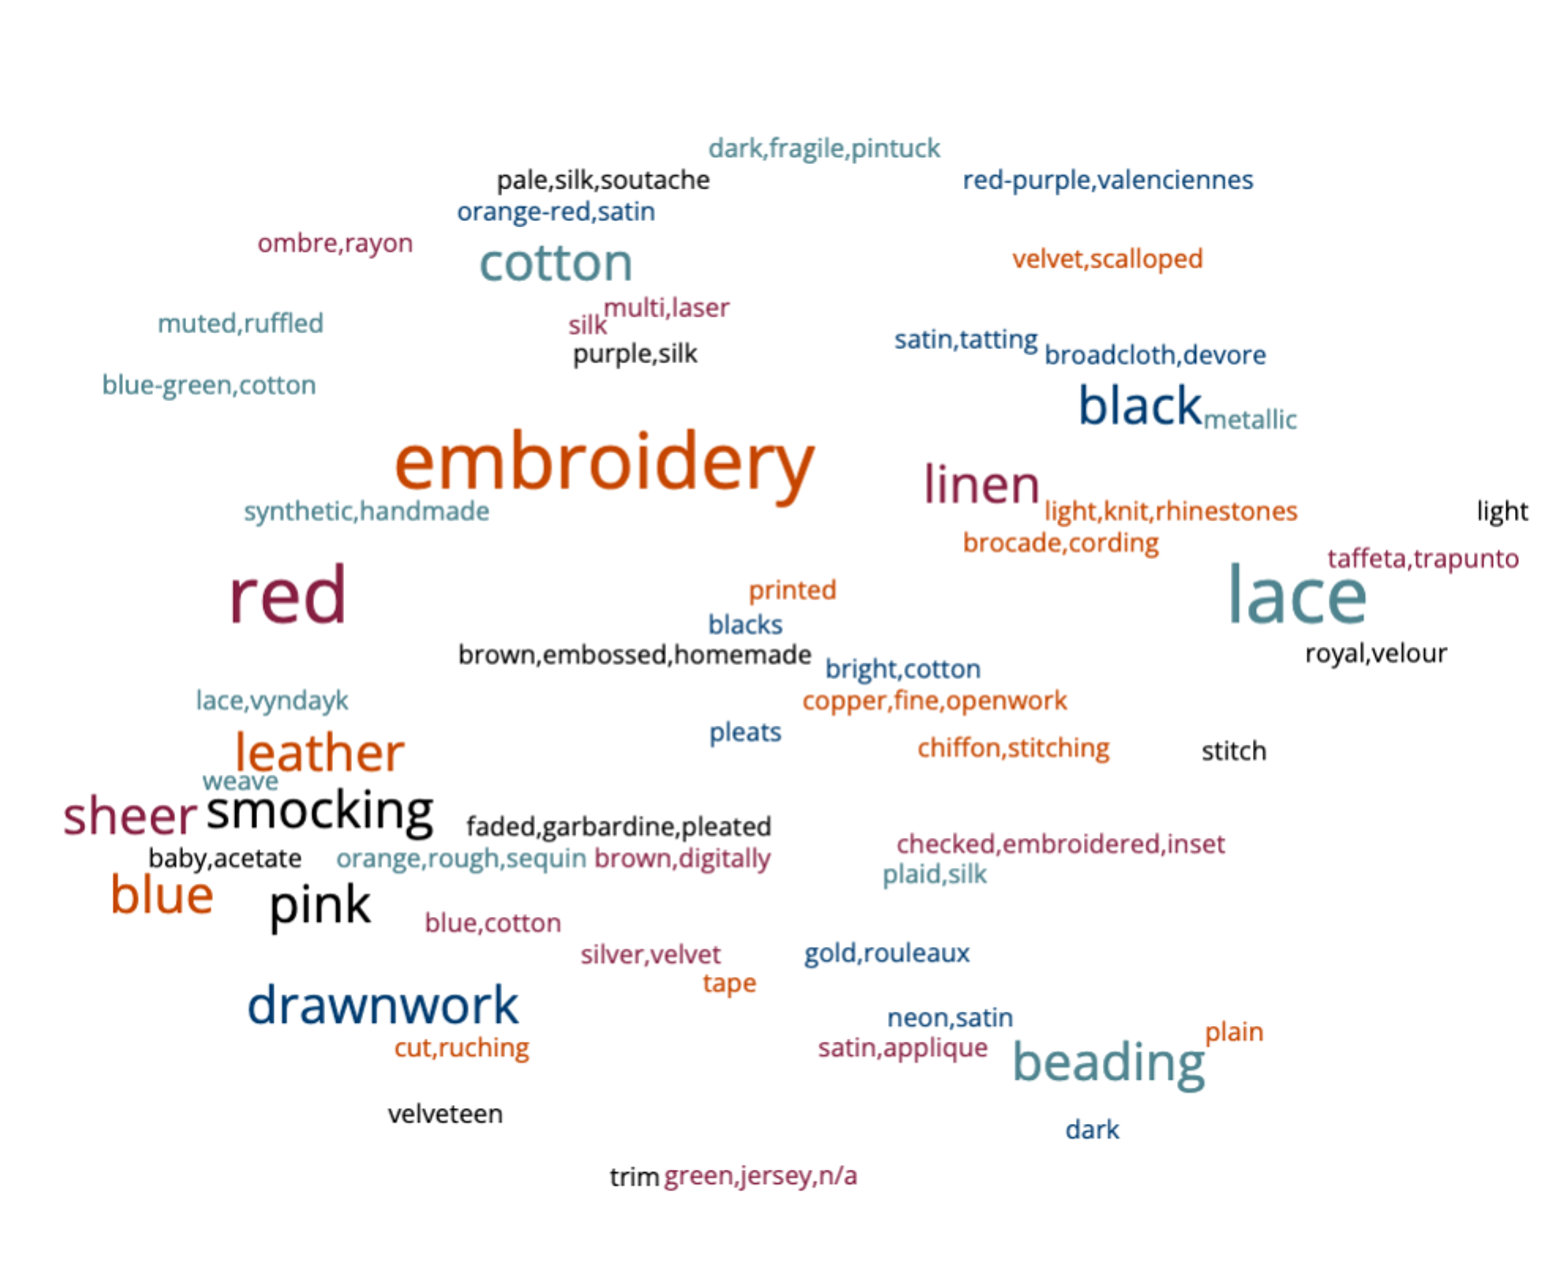 dark,fragile,pintuck
pale,silk,soutache
red-purple,valenciennes
orange-red,satin
ombre,rayon
cotton
velvet,scalloped
multi,laser
muted,ruffled
silk
satin,tatting
purple,silk
broadcloth,devore
blue-green,cotton
black
metallic
embroidery
linen
synthetic,handmade
light,knit,rhinestones
light
brocade,cording
taffeta,trapunto
red
printed
lace
blacks
brown,embossed,homemade
royal,velour
bright,cotton
lace,vyndayk
copper,fine,openwork
pleats
leather
chiffon,stitching
stitch
weave
sheer
smocking
faded,garbardine,pleated
checked,embroidered,inset
baby,acetate
orange,rough,sequin
brown,digitally
plaid,silk
blue
pink
blue,cotton
silver,velvet
gold,rouleaux
tape
drawnwork
neon,satin
plain
cut,ruching
satin,applique
beading
velveteen
dark
trim
green,jersey,n/a